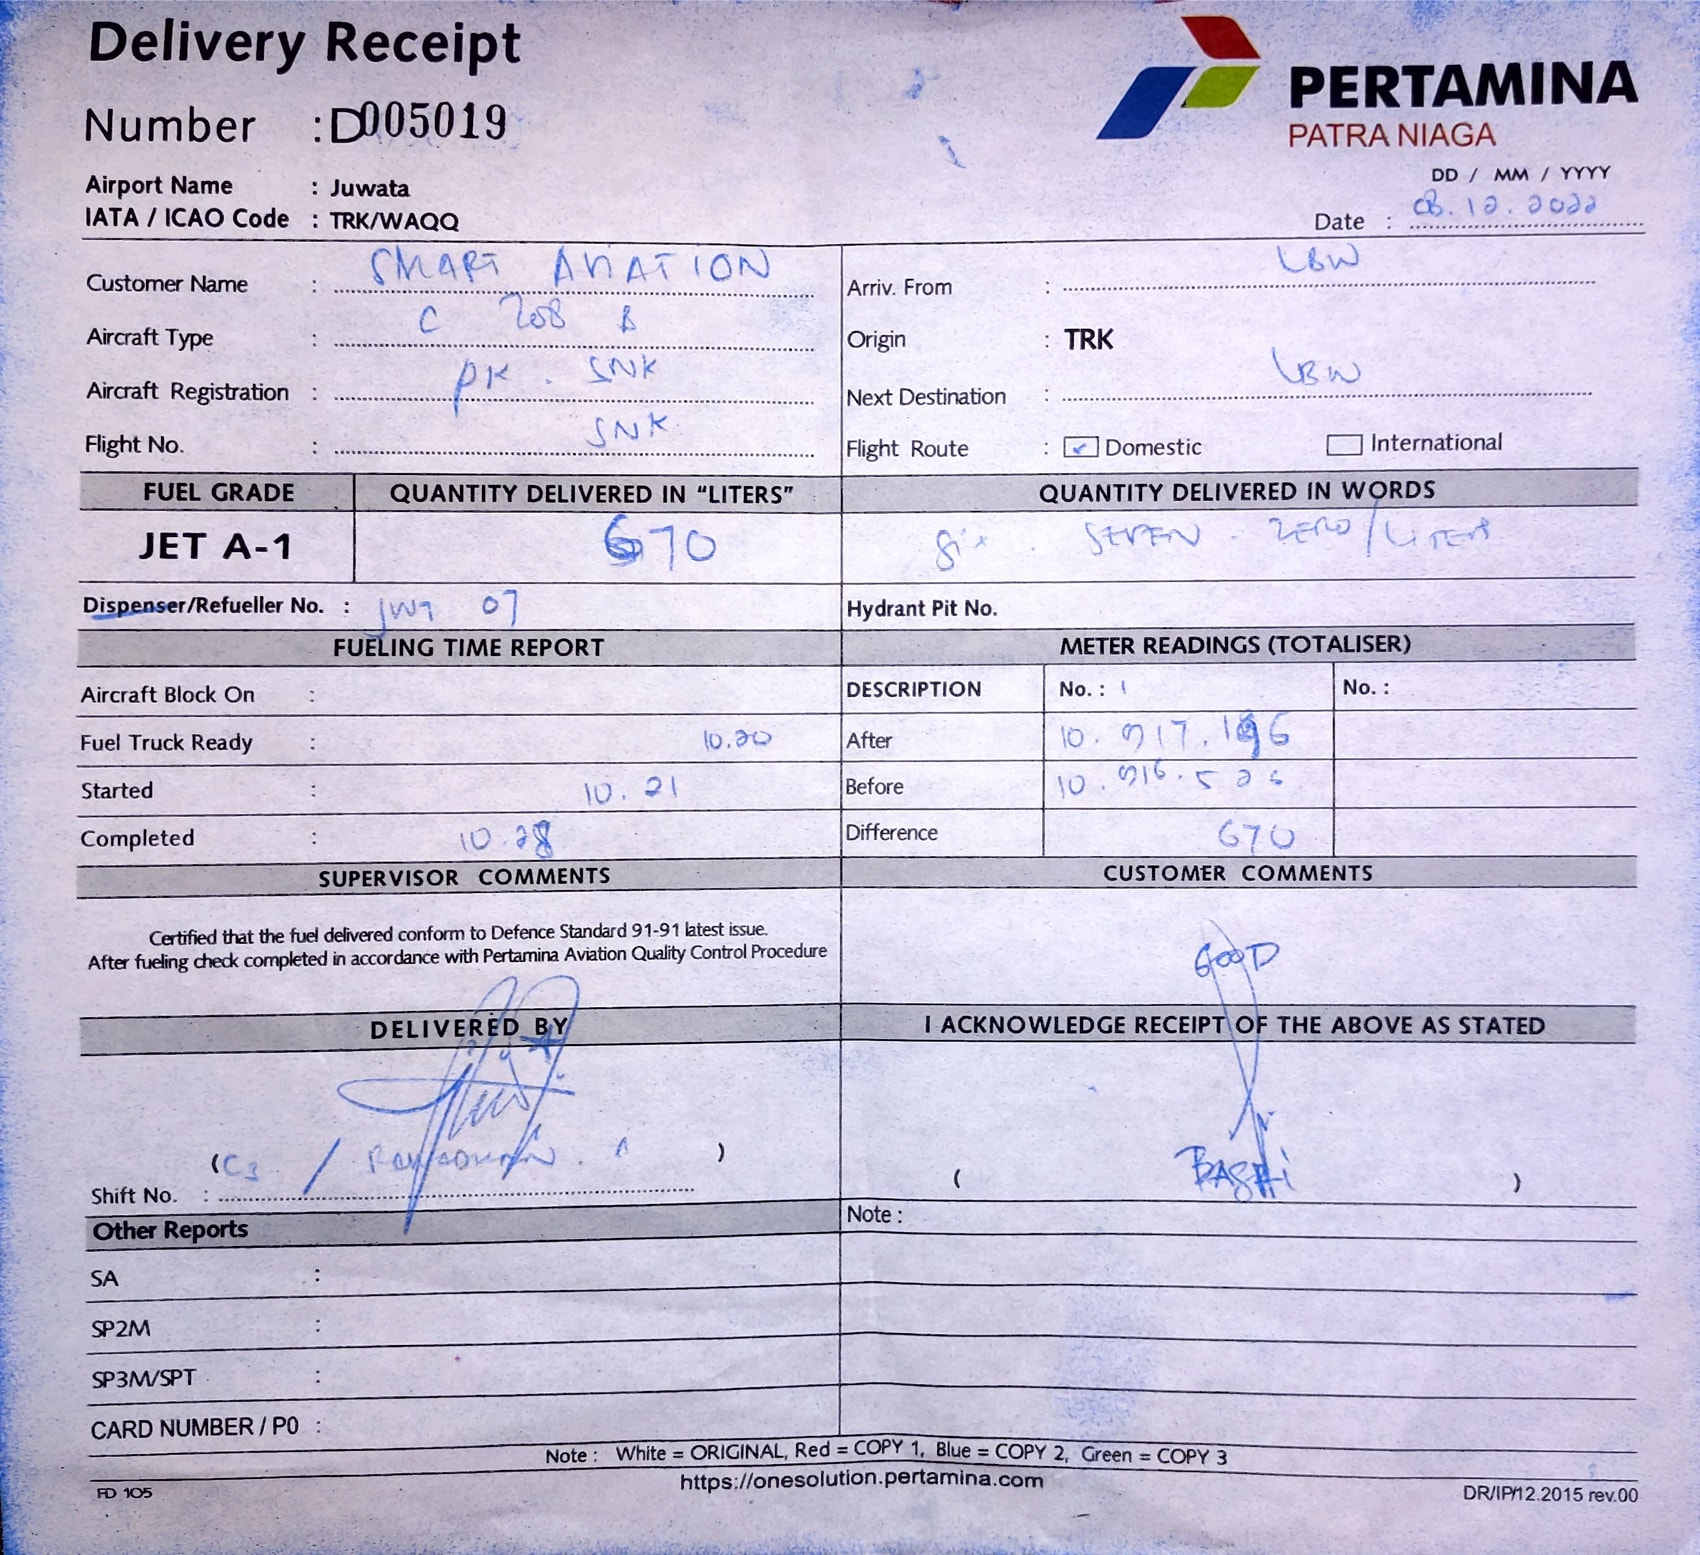 Delivery Receipt
PERTAMINA
PATRA NIAGA
Number : D005019
Airport Name : Juwata
IATA / ICAO Code : TRK/WAQQ
DD / MM / YYYY
Date : 08.12.2022
Customer Name : SMART AVIATION
Arriv. From : LBW
Aircraft Type : C 208 B
Origin : TRK
Aircraft Registration : PK. SNK
Next Destination : LBW
Flight No. : SNK
Flight Route : ✓ Domestic International
FUEL GRADE QUANTITY DELIVERED IN "LITERS" QUANTITY DELIVERED IN WORDS
JET A-1 670 Six . SEVEN . ZERO / LITERS
Dispenser/Refueller No. : JWT 07 Hydrant Pit No.
FUELING TIME REPORT METER READINGS (TOTALISER)
Aircraft Block On : DESCRIPTION No. : 1 No. :
Fuel Truck Ready : 10.20 After 10.917.196
Started : 10.21 Before 10.916.526
Completed : 10.28 Difference 670
SUPERVISOR COMMENTS CUSTOMER COMMENTS
Certified that the fuel delivered conform to Defence Standard 91-91 latest issue.
After fueling check completed in accordance with Pertamina Aviation Quality Control Procedure
GOOD
DELIVERED BY I ACKNOWLEDGE RECEIPT OF THE ABOVE AS STATED
(C3 / )
( )
Shift No. :
Other Reports Note :
SA :
SP2M :
SP3M/SPT :
CARD NUMBER / P0 :
Note : White = ORIGINAL, Red = COPY 1, Blue = COPY 2, Green = COPY 3
https://onesolution.pertamina.com
FD 105
DR/IP/12.2015 rev.00